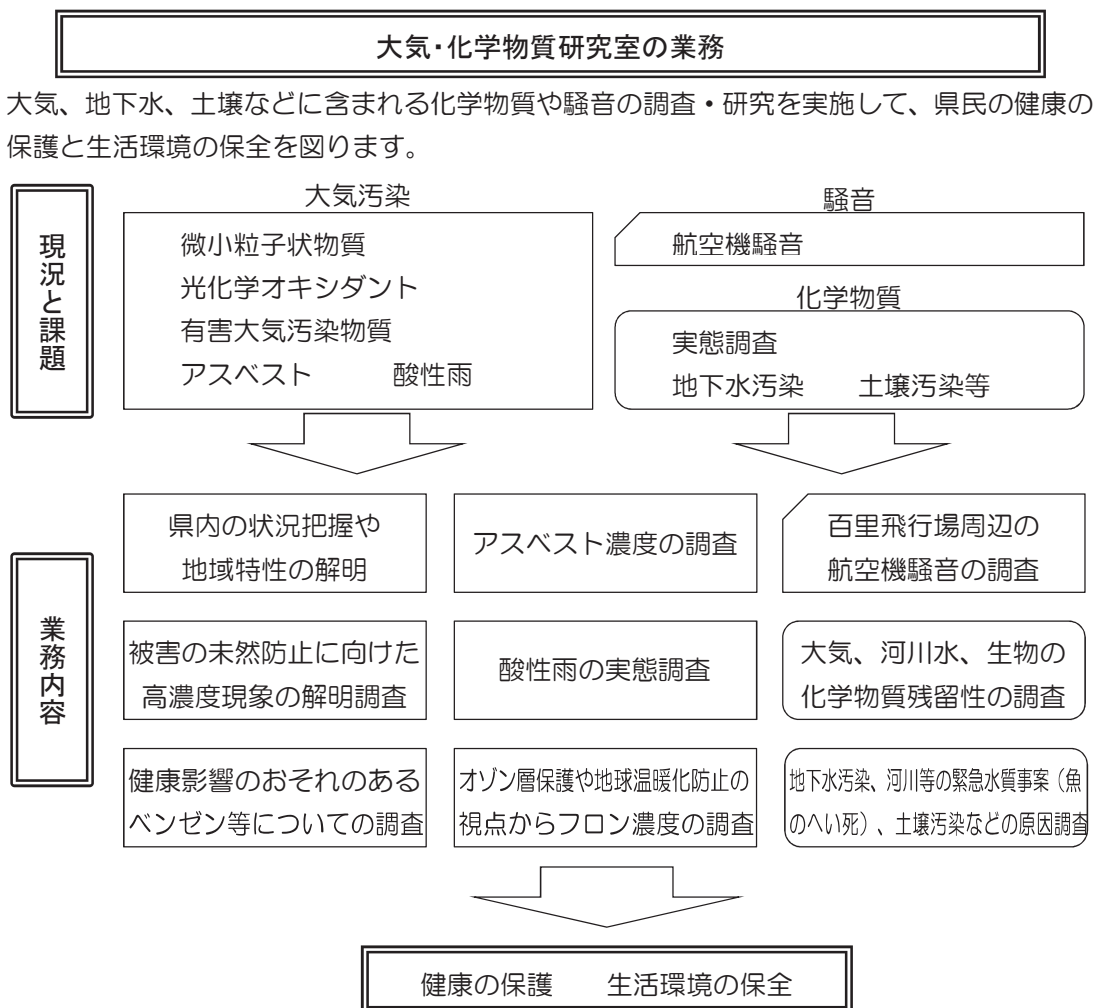 大気・化学物質研究室の業務
大気、地下水、土壌などに含まれる化学物質や騒音の調査・研究を実施して、県民の健康の
保護と生活環境の保全を図ります。
現況と課題
大気汚染
微小粒子状物質
光化学オキシダント
有害大気汚染物質
アスベスト 酸性雨
騒音
航空機騒音
化学物質
実態調査
地下水汚染 土壌汚染等
業務内容
県内の状況把握や
地域特性の解明
アスベスト濃度の調査
百里飛行場周辺の
航空機騒音の調査
被害の未然防止に向けた
高濃度現象の解明調査
酸性雨の実態調査
大気、河川水、生物の
化学物質残留性の調査
健康影響のおそれのある
ベンゼン等についての調査
オゾン層保護や地球温暖化防止の
視点からフロン濃度の調査
地下水汚染、河川等の緊急水質事案（魚
のへい死）、土壌汚染などの原因調査
健康の保護 生活環境の保全